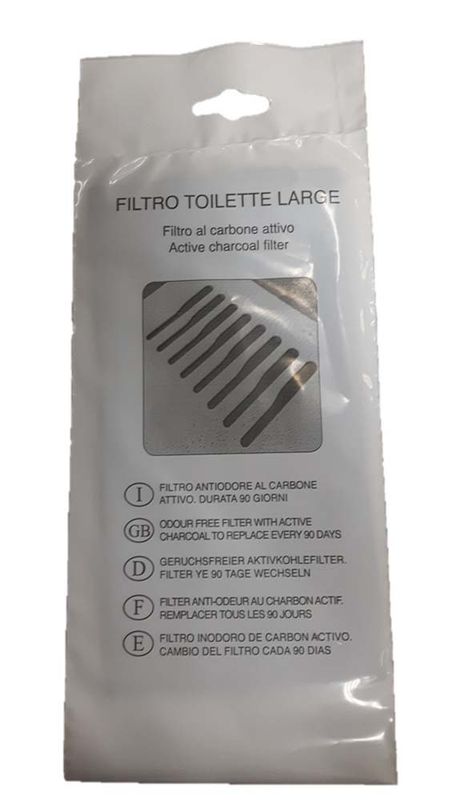 FILTRO TOILETTE LARGE
Filtro al carbone attivo
Active charcoal filter
I
FILTRO ANTIODORE AL CARBONE
ATTIVO. DURATA 90 GIORNI
GB
ODOUR FREE FILTER WITH ACTIVE
CHARCOAL TO REPLACE EVERY 90 DAYS
D
GERUCHSFREIER AKTIVKOHLEFILTER.
FILTER YE 90 TAGE WECHSELN
F
FILTER ANTI-ODEUR AU CHARBON ACTIF.
REMPLACER TOUS LES 90 JOURS
E
FILTRO INODORO DE CARBON ACTIVO.
CAMBIO DEL FILTRO CADA 90 DIAS